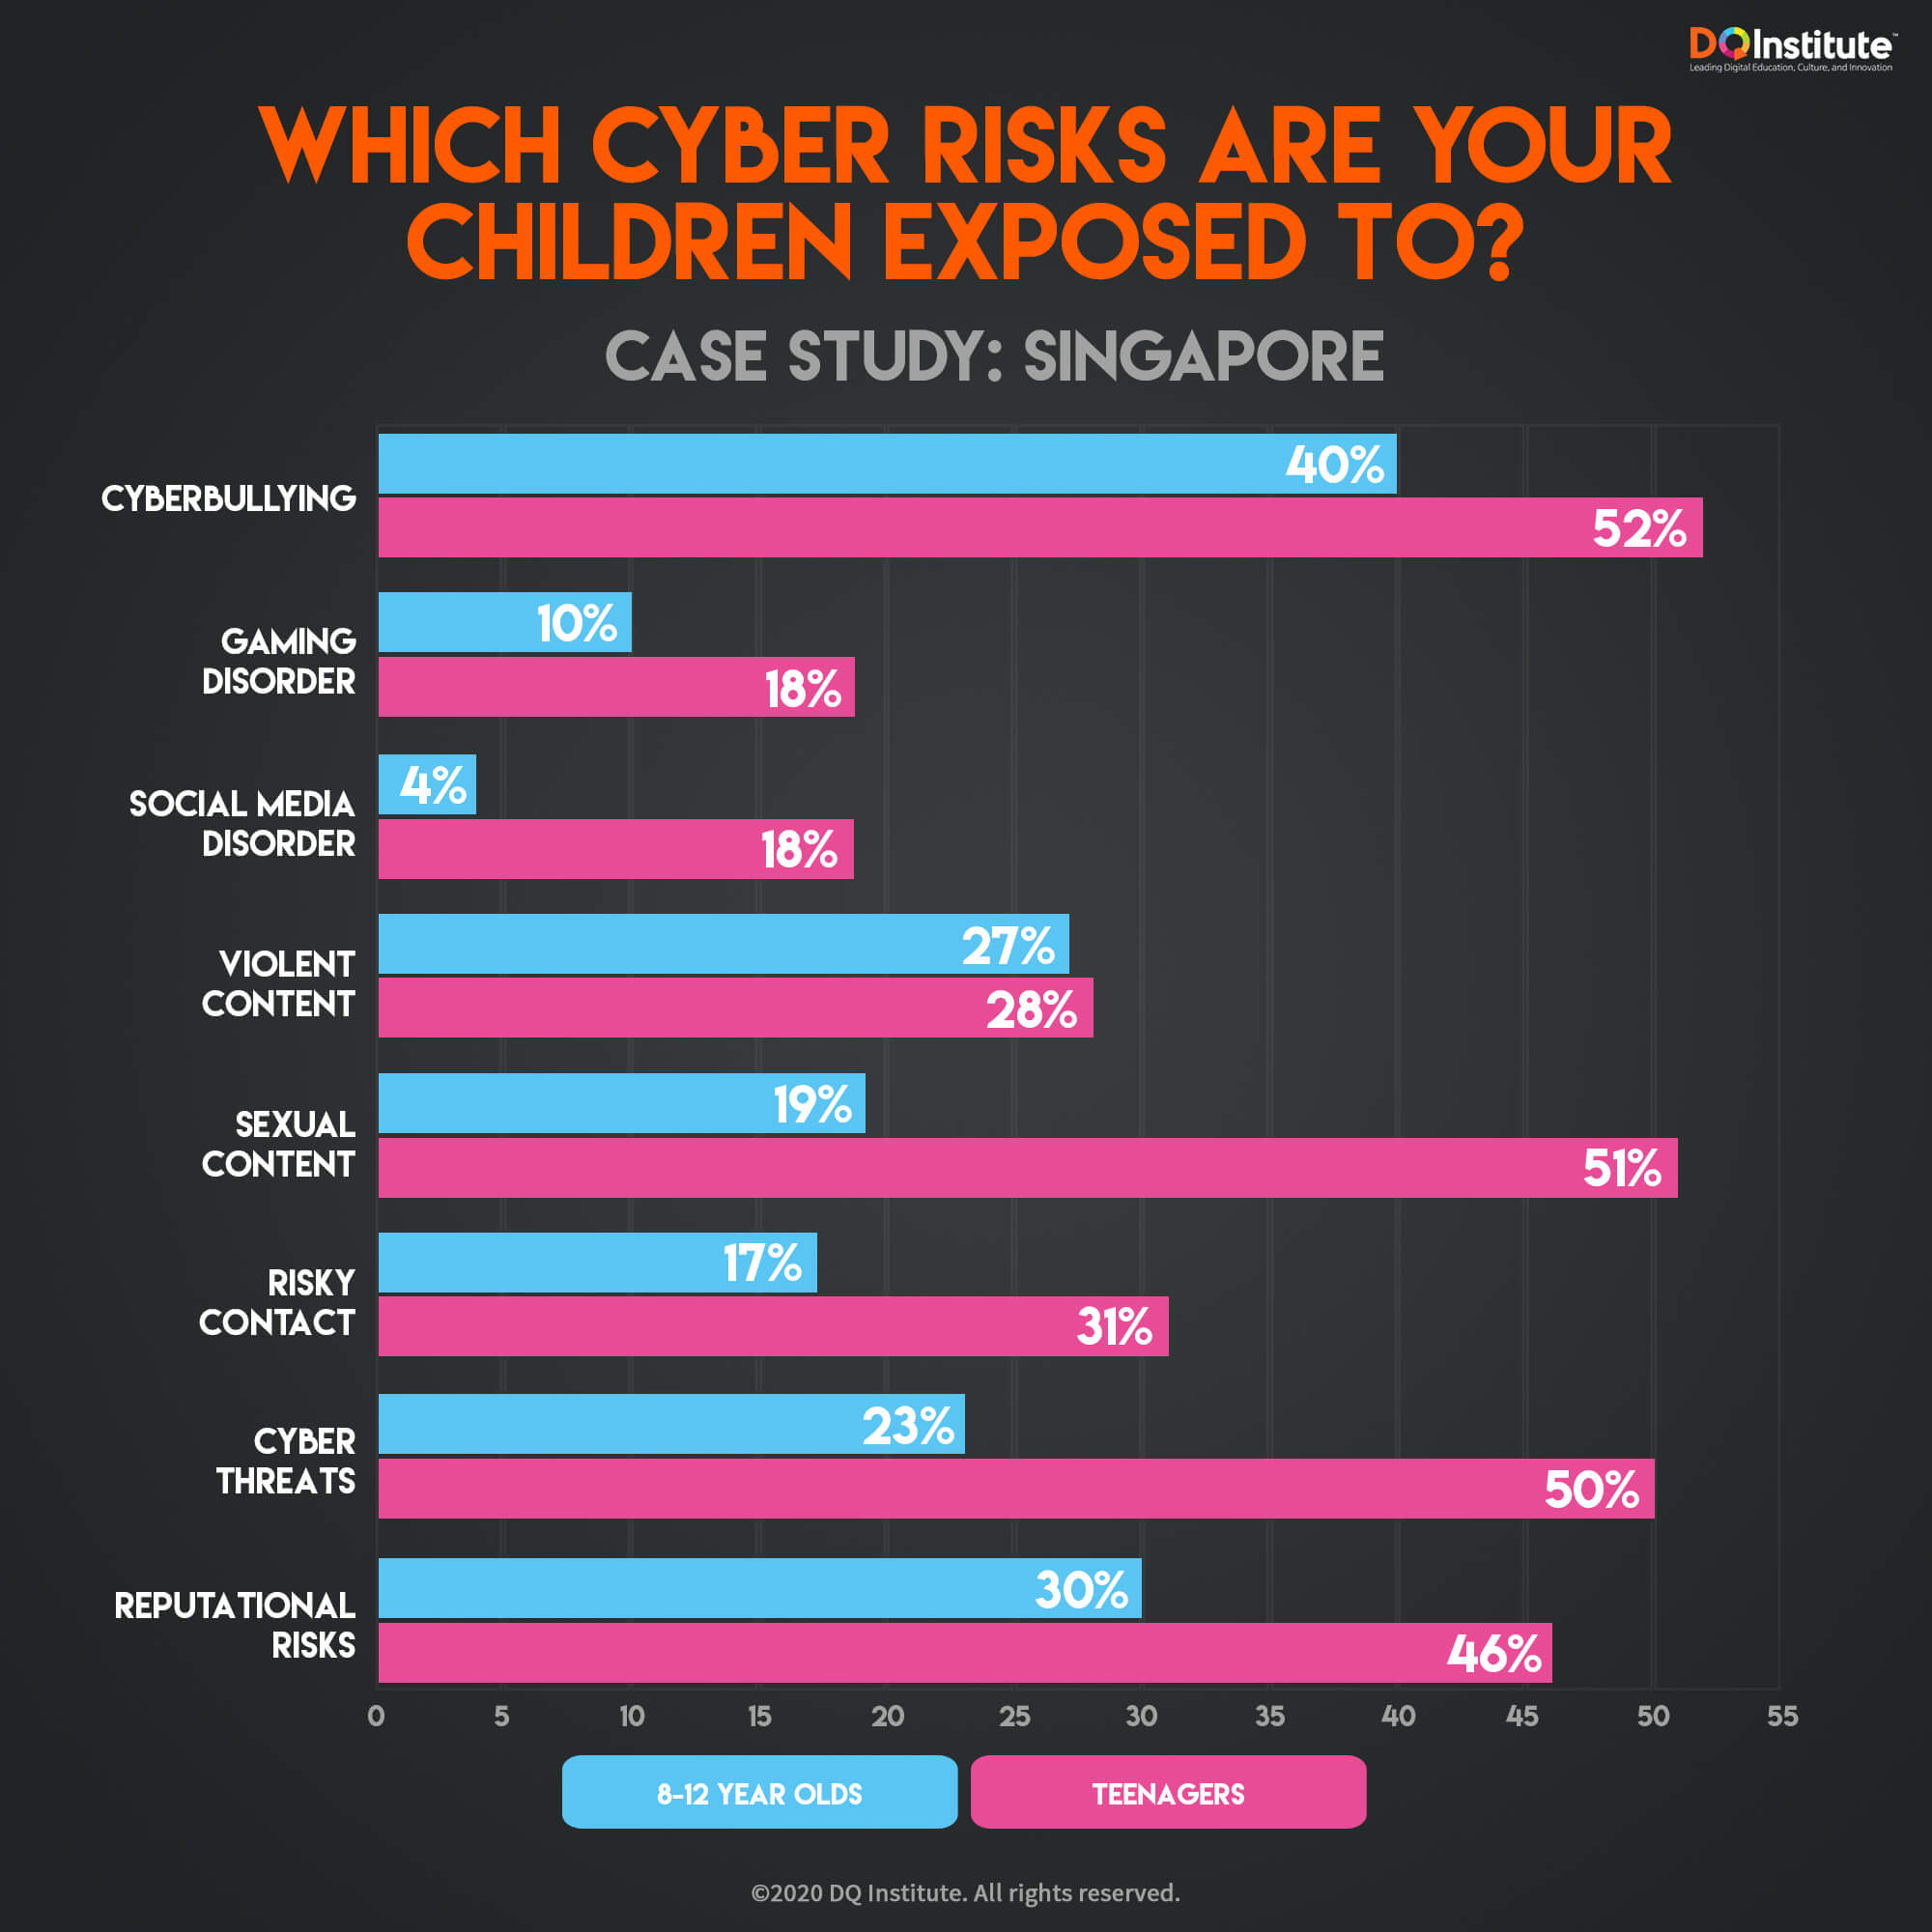 DQInstitute™
Leading Digital Education, Culture, and Innovation
WHICH CYBER RISKS ARE YOUR
CHILDREN EXPOSED TO?
CASE STUDY: SINGAPORE
CYBERBULLYING
40%
52%
GAMING
DISORDER
10%
18%
SOCIAL MEDIA
DISORDER
4%
18%
VIOLENT
CONTENT
27%
28%
SEXUAL
CONTENT
19%
51%
RISKY
CONTACT
17%
31%
CYBER
THREATS
23%
50%
REPUTATIONAL
RISKS
30%
46%
0 5 10 15 20 25 30 35 40 45 50 55
8-12 YEAR OLDS
TEENAGERS
©2020 DQ Institute. All rights reserved.